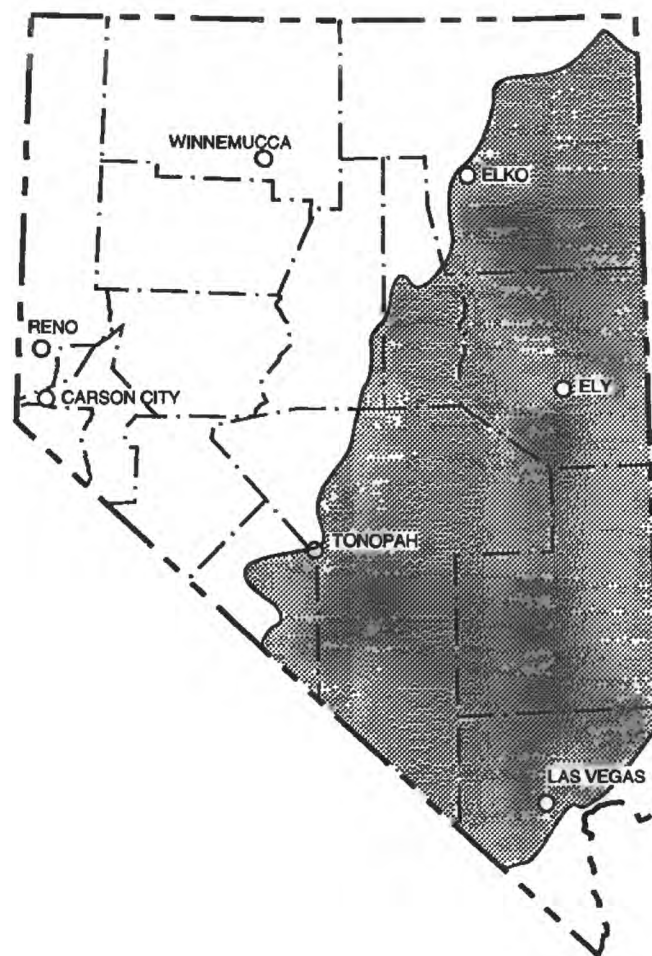 WINNEMUCCA
ELKO
RENO
CARSON CITY
ELY
TONOPAH
LAS VEGAS